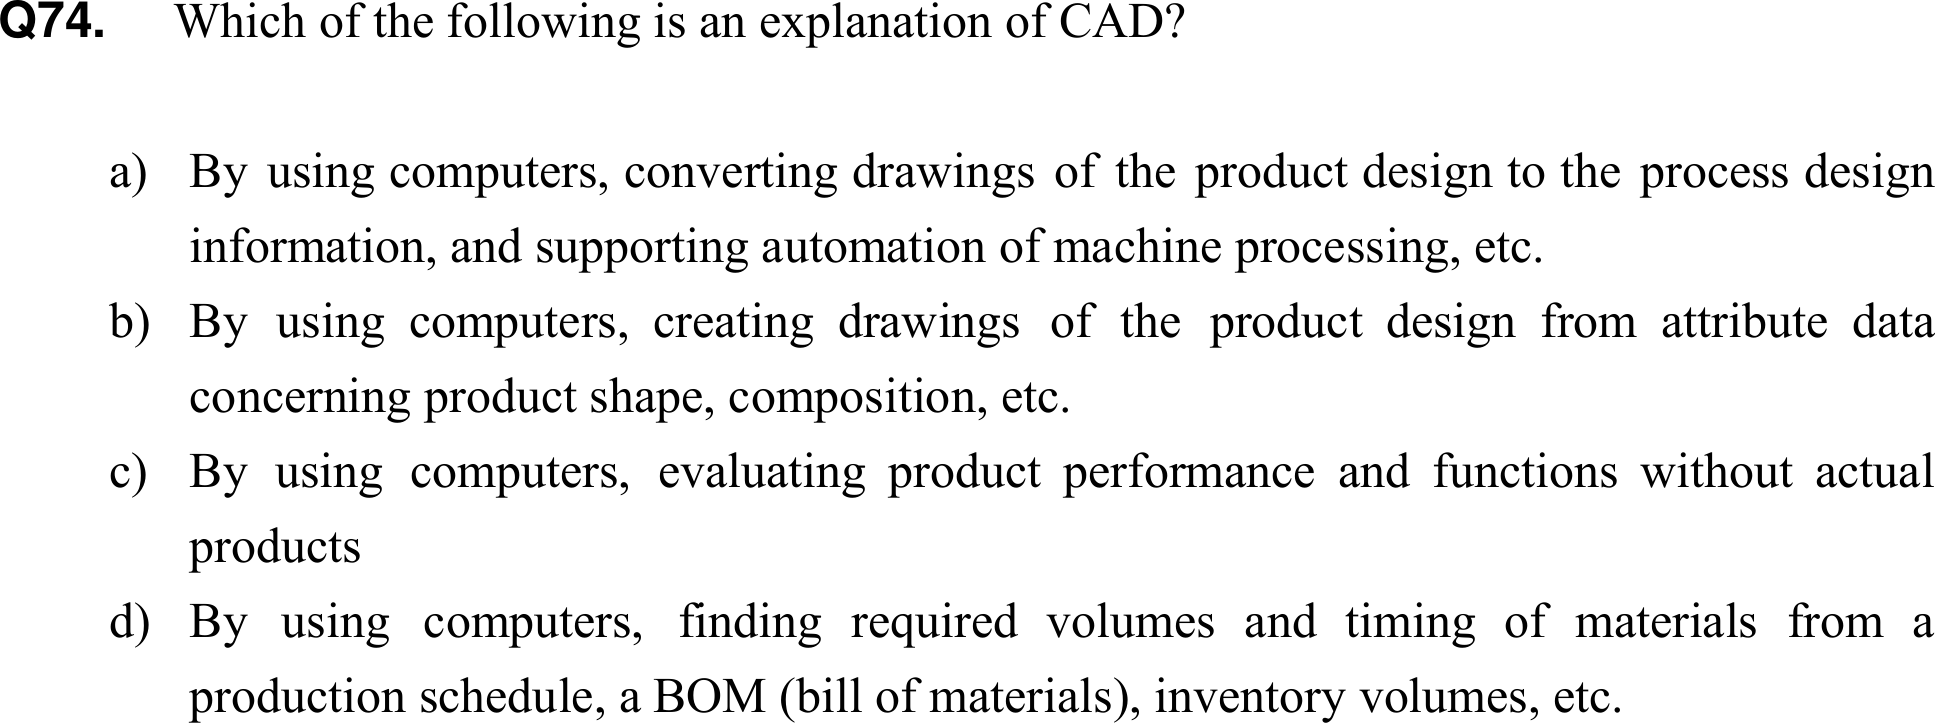 Q74. Which of the following is an explanation of CAD?
a) By using computers, converting drawings of the product design to the process design
information, and supporting automation of machine processing, etc.
b) By using computers, creating drawings of the product design from attribute data
concerning product shape, composition, etc.
c) By using computers, evaluating product performance and functions without actual
products
d) By using computers, finding required volumes and timing of materials from a
production schedule, a BOM (bill of materials), inventory volumes, etc.